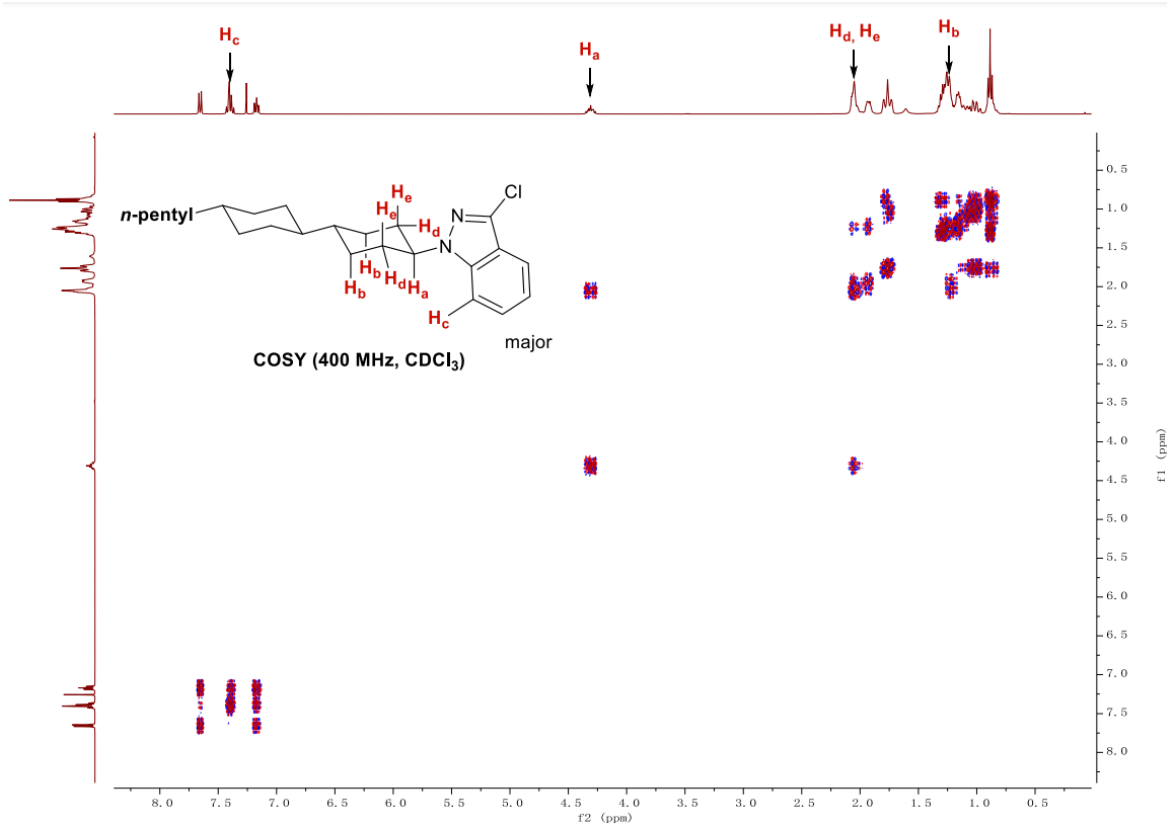 Hc
Ha
Hd, He
Hb
0.5
1.0
1.5
2.0
2.5
3.0
3.5
4.0
4.5
5.0
5.5
6.0
6.5
7.0
7.5
8.0
f1 (ppm)
n-pentyl
He
He
Hd
Hb
Hb
Hd
Ha
N
N
Cl
Hc
major
COSY (400 MHz, CDCl3)
8.0 7.5 7.0 6.5 6.0 5.5 5.0 4.5 4.0 3.5 3.0 2.5 2.0 1.5 1.0 0.5
f2 (ppm)